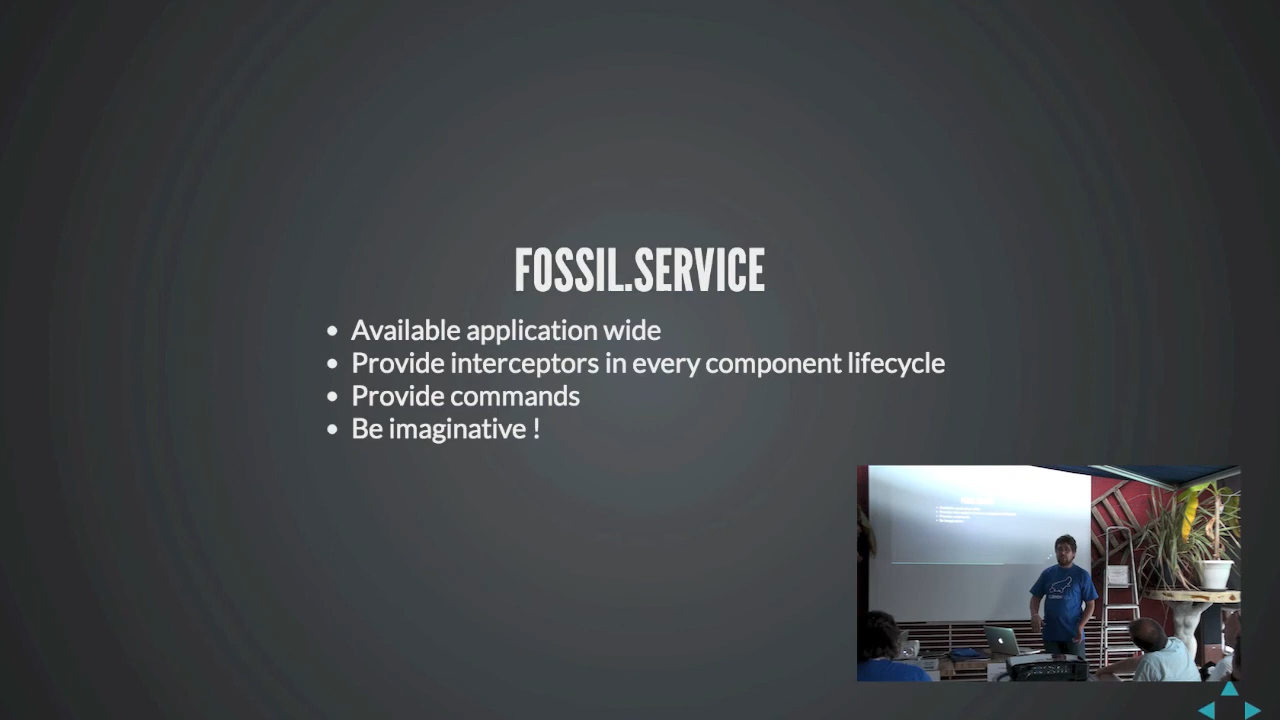 FOSSIL.SERVICE
Available application wide
Provide interceptors in every component lifecycle
Provide commands
Be imaginative !